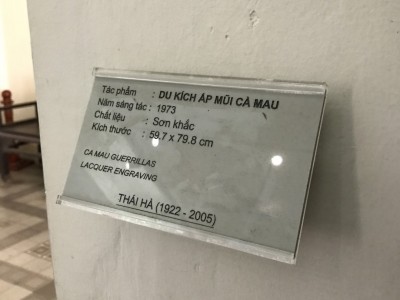 Tác phẩm : DU KÍCH ÁP MŨI CÀ MAU
Năm sáng tác : 1973
Chất liệu : Sơn khắc
Kích thước : 59.7 x 79.8 cm
CA MAU GUERRILLAS
LACQUER ENGRAVING
THÁI HÀ (1922 - 2005)